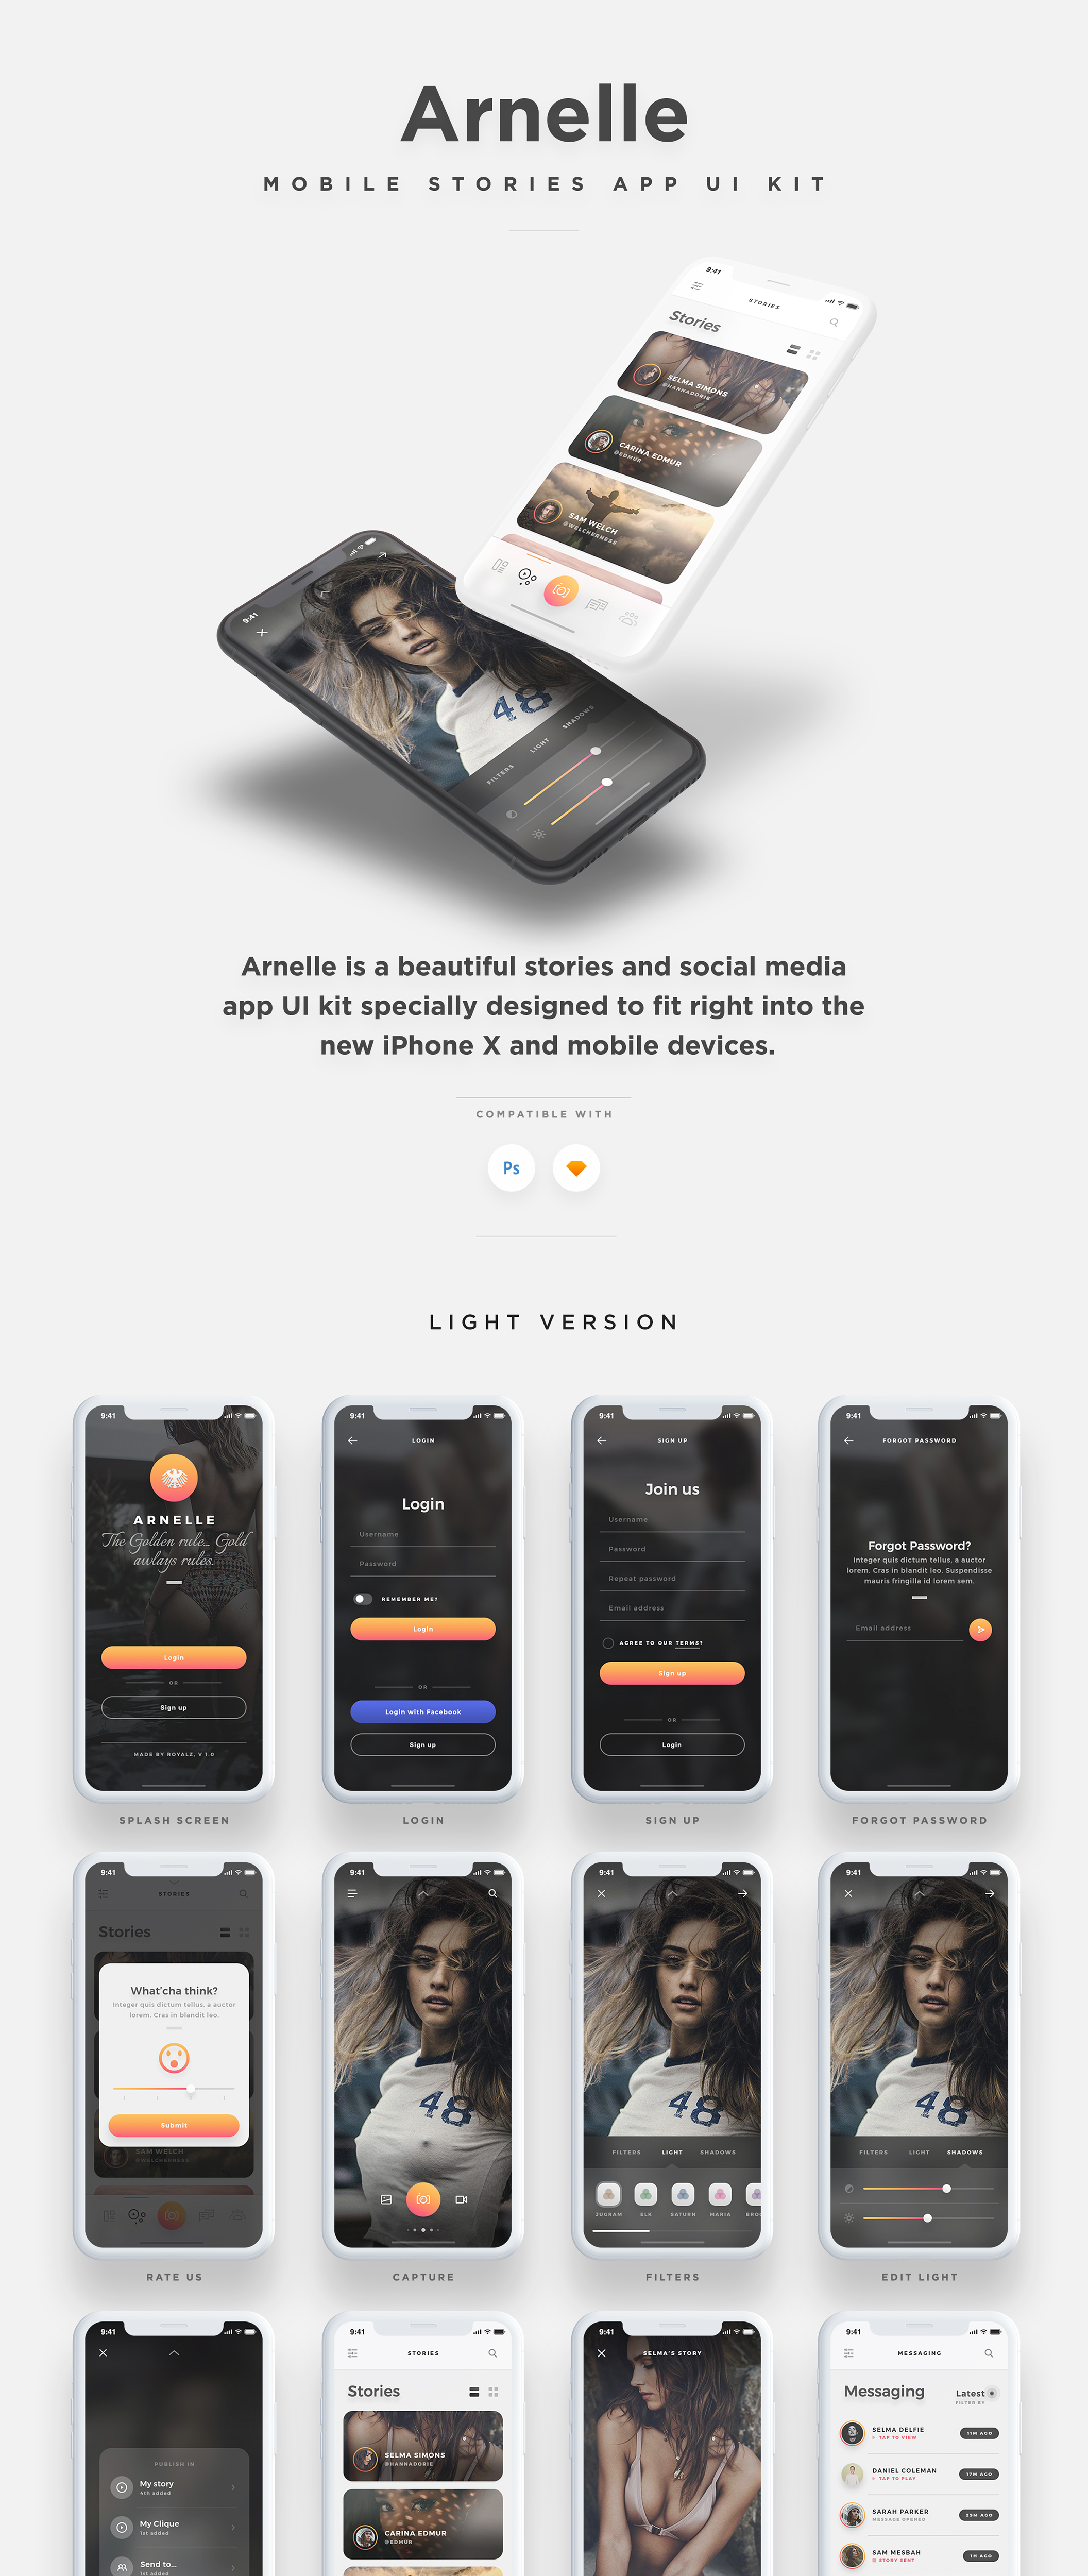 Arnelle
MOBILE STORIES APP UI KIT
9:41
STORIES
Stories
SELMA SIMONS
@HANNADORIE
CARINA EDMUR
@EDMUR
SAM WELCH
@WELCHERNESS
9:41
48
FILTERS
LIGHT
SHADOWS
Arnelle is a beautiful stories and social media
app UI kit specially designed to fit right into the
new iPhone X and mobile devices.
COMPATIBLE WITH
Ps
LIGHT VERSION
9:41
ARNELLE
The Golden rule... Gold
awlays rules.
Login
OR
Sign up
MADE BY ROYALZ, V 1.0
SPLASH SCREEN
9:41
LOGIN
Login
Username
Password
REMEMBER ME?
Login
OR
Login with Facebook
Sign up
LOGIN
9:41
SIGN UP
Join us
Username
Password
Repeat password
Email address
AGREE TO OUR TERMS?
Sign up
OR
Login
SIGN UP
9:41
FORGOT PASSWORD
Forgot Password?
Integer quis dictum tellus, a auctor
lorem. Cras in blandit leo. Suspendisse
mauris fringilla id lorem sem.
Email address
FORGOT PASSWORD
9:41
STORIES
Stories
What'cha think?
Integer quis dictum tellus, a auctor
lorem. Cras in blandit leo.
Submit
SAM WELCH
@WELCHERNESS
RATE US
9:41
48
CAPTURE
9:41
48
FILTERS LIGHT SHADOWS
JUGRAM ELK SATURN MARIA BROO
FILTERS
9:41
48
FILTERS LIGHT SHADOWS
EDIT LIGHT
9:41
PUBLISH IN
My story
4th added
My Clique
1st added
Send to...
1st added
9:41
STORIES
Stories
SELMA SIMONS
@HANNADORIE
CARINA EDMUR
@EDMUR
9:41
SELMA'S STORY
9:41
MESSAGING
Messaging
Latest
FILTER BY
SELMA DELFIE
TAP TO VIEW
11M AGO
DANIEL COLEMAN
TAP TO PLAY
17M AGO
SARAH PARKER
MESSAGE OPENED
25M AGO
SAM MESBAH
STORY SENT
1H AGO